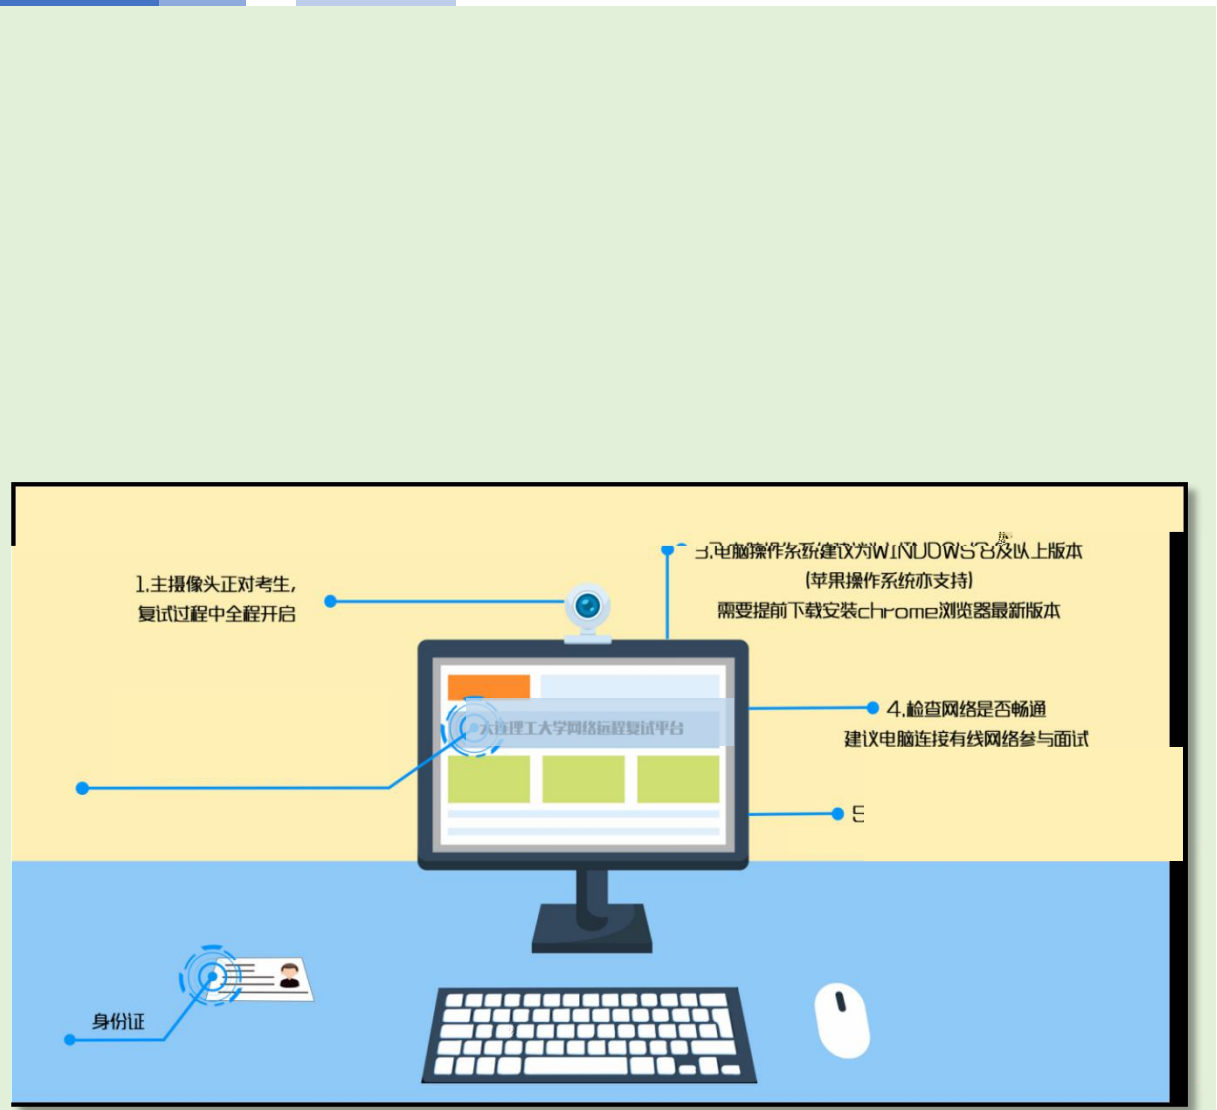 1.主摄像头正对考生,
复试过程中全程开启
3.电脑操作系统建议为WINDOWS 8及以上版本
(苹果操作系统亦支持)
需要提前下载安装chrome浏览器最新版本
4.检查网络是否畅通
建议电脑连接有线网络参与面试
大连理工大学网络远程复试平台
5
身份证